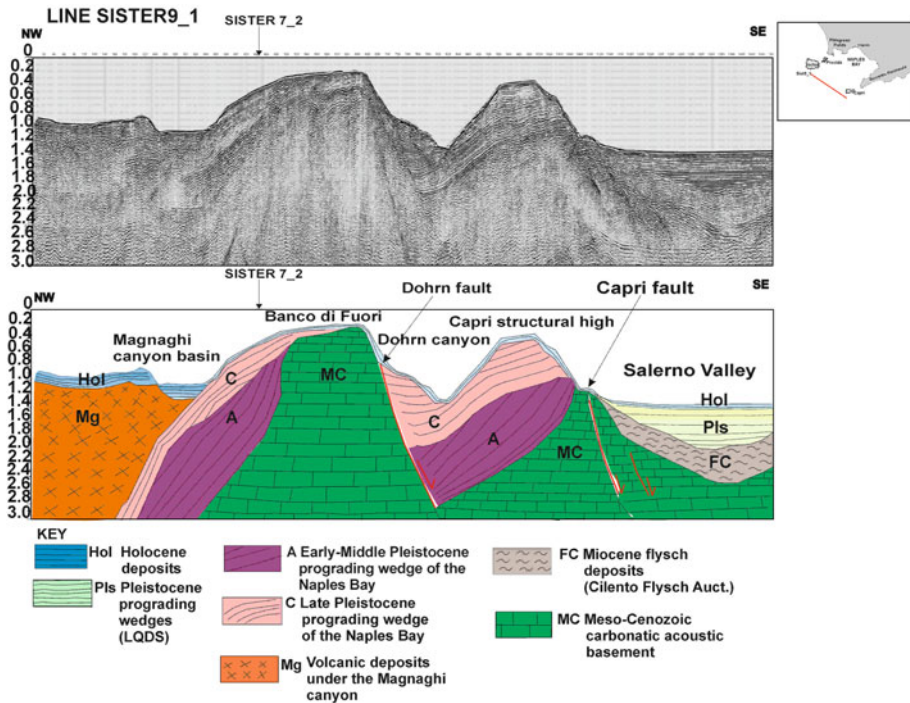 LINE SISTER9_1
NW
SISTER 7_2
SE
0
0.2
0.4
0.6
0.8
1.0
1.2
1.4
1.6
1.8
2.0
2.2
2.4
2.6
2.8
3.0
NAPLES
BAY
SISTER 7_2
NW
SE
Dohrn fault
Capri fault
Banco di Fuori
Capri structural high
Dohrn canyon
Magnaghi
canyon basin
Salerno Valley
0
0.2
0.4
0.6
0.8
1.0
1.2
1.4
1.6
1.8
2.0
2.2
2.4
2.6
2.8
3.0
Hol
C
MC
Hol
Mg
A
C
A
Pls
MC
FC
KEY
Hol Holocene
deposits
Pls Pleistocene
prograding
wedges
(LQDS)
A Early-Middle Pleistocene
prograding wedge of the
Naples Bay
C Late Pleistocene
prograding wedge
of the Naples Bay
Mg Volcanic deposits
under the Magnaghi
canyon
FC Miocene flysch
deposits
(Cilento Flysch Auct.)
MC Meso-Cenozoic
carbonatic acoustic
basement